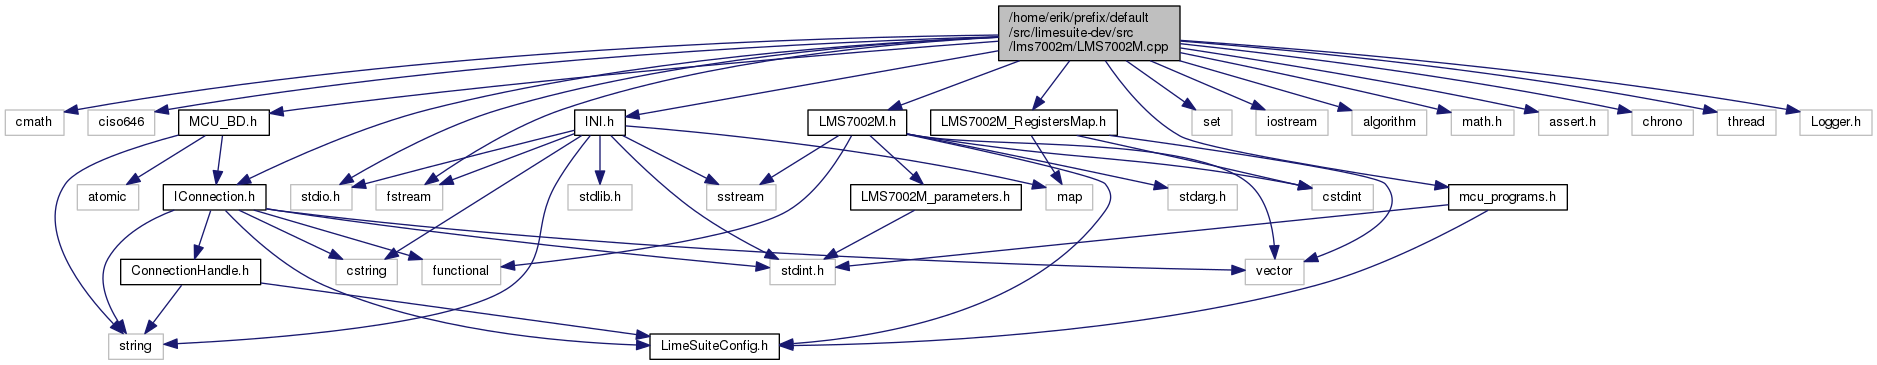 /home/erik/prefix/default
/src/limesuite-dev/src
/lms7002m/LMS7002M.cpp
cmath
ciso646
MCU_BD.h
INI.h
LMS7002M.h
LMS7002M_RegistersMap.h
set
iostream
algorithm
math.h
assert.h
chrono
thread
Logger.h
atomic
IConnection.h
stdio.h
fstream
stdlib.h
sstream
LMS7002M_parameters.h
map
stdarg.h
cstdint
mcu_programs.h
ConnectionHandle.h
cstring
functional
stdint.h
vector
string
LimeSuiteConfig.h